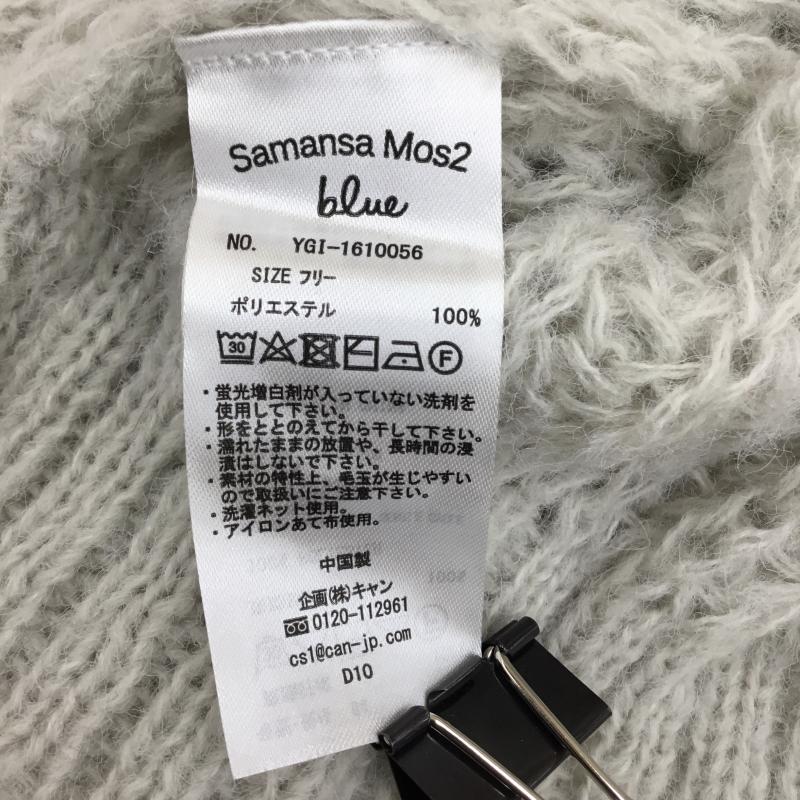 Samansa Mos2
blue
NO. YGI-1610056
SIZE フリー
ポリエステル 100%
30 F
・蛍光増白剤が入っていない洗剤を
使用して下さい。
・形をととのえてから干して下さい。
・濡れたままの放置や、長時間の浸
漬はしないで下さい。
・素材の特性上、毛玉が生じやすい
ので取扱いにご注意下さい。
・洗濯ネット使用。
・アイロンあて布使用。
中国製
企画(株)キャン
0120-112961
cs1@can-jp.com
D10